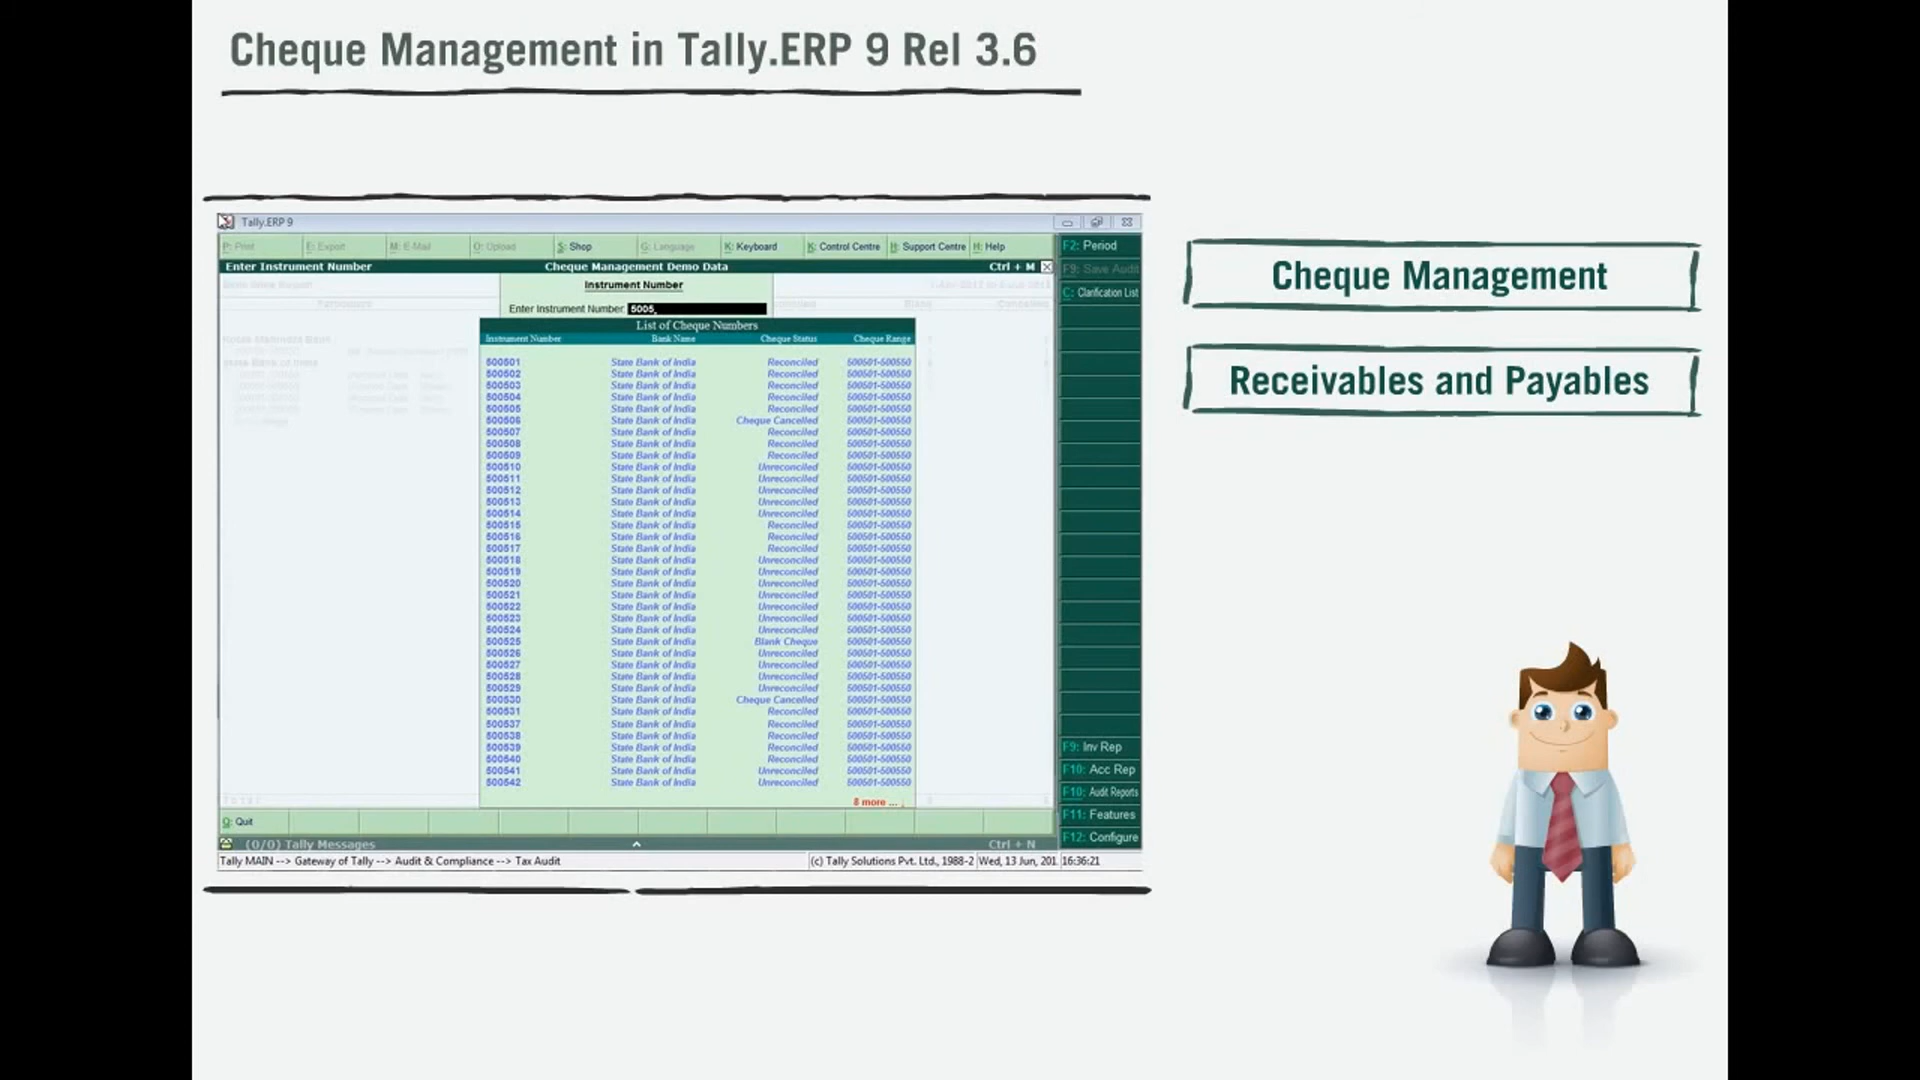 Cheque Management in Tally.ERP 9 Rel 3.6
Tally.ERP 9
P: Print E: Export M: E-Mail O: Upload S: Shop G: Language K: Keyboard K: Control Centre H: Support Centre H: Help
Enter Instrument Number Cheque Management Demo Data Ctrl + M
Instrument Number
Enter Instrument Number: 5005
List of Cheque Numbers
Instrument Number Bank Name Cheque Status Cheque Range
500501 State Bank of India Reconciled 500501-500550
500502 State Bank of India Reconciled 500501-500550
500503 State Bank of India Reconciled 500501-500550
500504 State Bank of India Reconciled 500501-500550
500505 State Bank of India Reconciled 500501-500550
500506 State Bank of India Cheque Cancelled 500501-500550
500507 State Bank of India Reconciled 500501-500550
500508 State Bank of India Reconciled 500501-500550
500509 State Bank of India Reconciled 500501-500550
500510 State Bank of India Unreconciled 500501-500550
500511 State Bank of India Unreconciled 500501-500550
500512 State Bank of India Unreconciled 500501-500550
500513 State Bank of India Unreconciled 500501-500550
500514 State Bank of India Unreconciled 500501-500550
500515 State Bank of India Reconciled 500501-500550
500516 State Bank of India Reconciled 500501-500550
500517 State Bank of India Reconciled 500501-500550
500518 State Bank of India Unreconciled 500501-500550
500519 State Bank of India Unreconciled 500501-500550
500520 State Bank of India Unreconciled 500501-500550
500521 State Bank of India Unreconciled 500501-500550
500522 State Bank of India Unreconciled 500501-500550
500523 State Bank of India Unreconciled 500501-500550
500524 State Bank of India Unreconciled 500501-500550
500525 State Bank of India Blank Cheque 500501-500550
500526 State Bank of India Unreconciled 500501-500550
500527 State Bank of India Unreconciled 500501-500550
500528 State Bank of India Unreconciled 500501-500550
500529 State Bank of India Unreconciled 500501-500550
500530 State Bank of India Cheque Cancelled 500501-500550
500531 State Bank of India Reconciled 500501-500550
500537 State Bank of India Reconciled 500501-500550
500538 State Bank of India Reconciled 500501-500550
500539 State Bank of India Reconciled 500501-500550
500540 State Bank of India Reconciled 500501-500550
500541 State Bank of India Unreconciled 500501-500550
500542 State Bank of India Unreconciled 500501-500550
8 more ...
Q: Quit
(0/0) Tally Messages Ctrl + N
Tally MAIN --> Gateway of Tally --> Audit & Compliance --> Tax Audit (c) Tally Solutions Pvt. Ltd., 1988-2 Wed, 13 Jun, 201 16:36:21
F2: Period
F9: Save Audit
C: Clarification List
F9: Inv Rep
F10: Acc Rep
F10: Audit Reports
F11: Features
F12: Configure
Cheque Management
Receivables and Payables